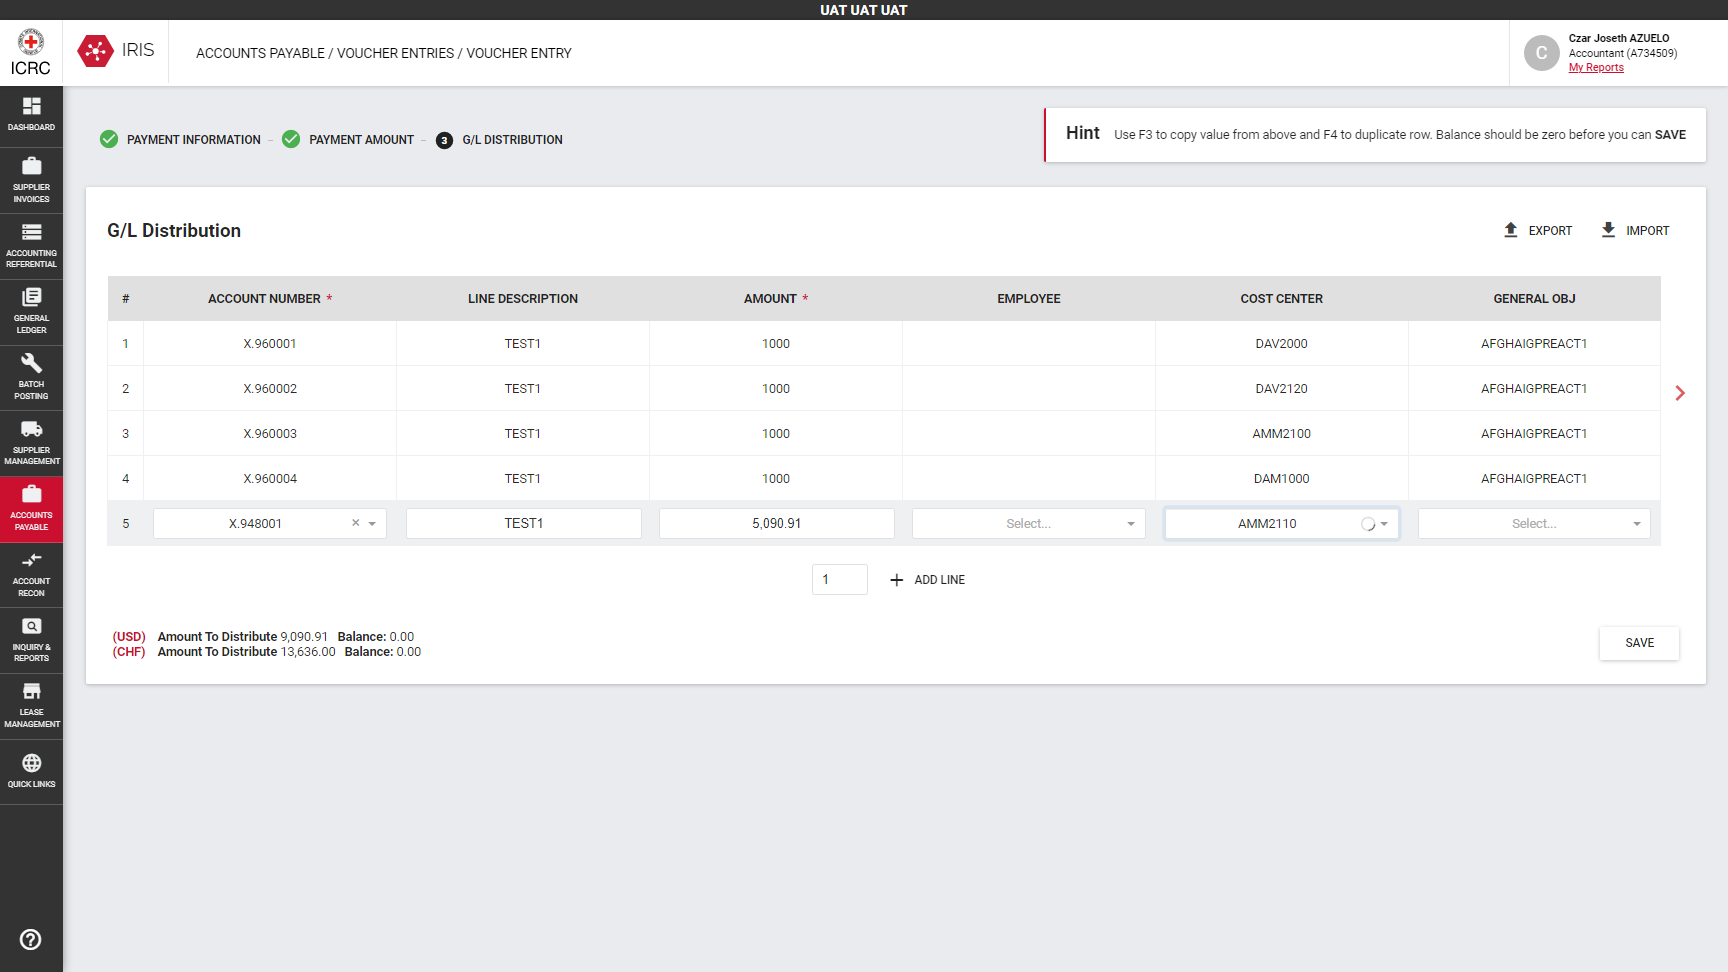 UAT UAT UAT
ICRC
IRIS
ACCOUNTS PAYABLE / VOUCHER ENTRIES / VOUCHER ENTRY
C
Czar Joseth AZUELO
Accountant (A734509)
My Reports
DASHBOARD
SUPPLIER
INVOICES
ACCOUNTING
REFERENTIAL
GENERAL
LEDGER
BATCH
POSTING
SUPPLIER
MANAGEMENT
ACCOUNTS
PAYABLE
ACCOUNT
RECON
INQUIRY &
REPORTS
LEASE
MANAGEMENT
QUICK LINKS
PAYMENT INFORMATION – PAYMENT AMOUNT – 3 G/L DISTRIBUTION
Hint Use F3 to copy value from above and F4 to duplicate row. Balance should be zero before you can SAVE
G/L Distribution
EXPORT IMPORT
# ACCOUNT NUMBER * LINE DESCRIPTION AMOUNT * EMPLOYEE COST CENTER GENERAL OBJ
1 X.960001 TEST1 1000 DAV2000 AFGHAIGPREACT1
2 X.960002 TEST1 1000 DAV2120 AFGHAIGPREACT1
3 X.960003 TEST1 1000 AMM2100 AFGHAIGPREACT1
4 X.960004 TEST1 1000 DAM1000 AFGHAIGPREACT1
5 X.948001 × TEST1 5,090.91 Select... AMM2110 Select...
1 + ADD LINE
(USD) Amount To Distribute 9,090.91 Balance: 0.00
(CHF) Amount To Distribute 13,636.00 Balance: 0.00
SAVE